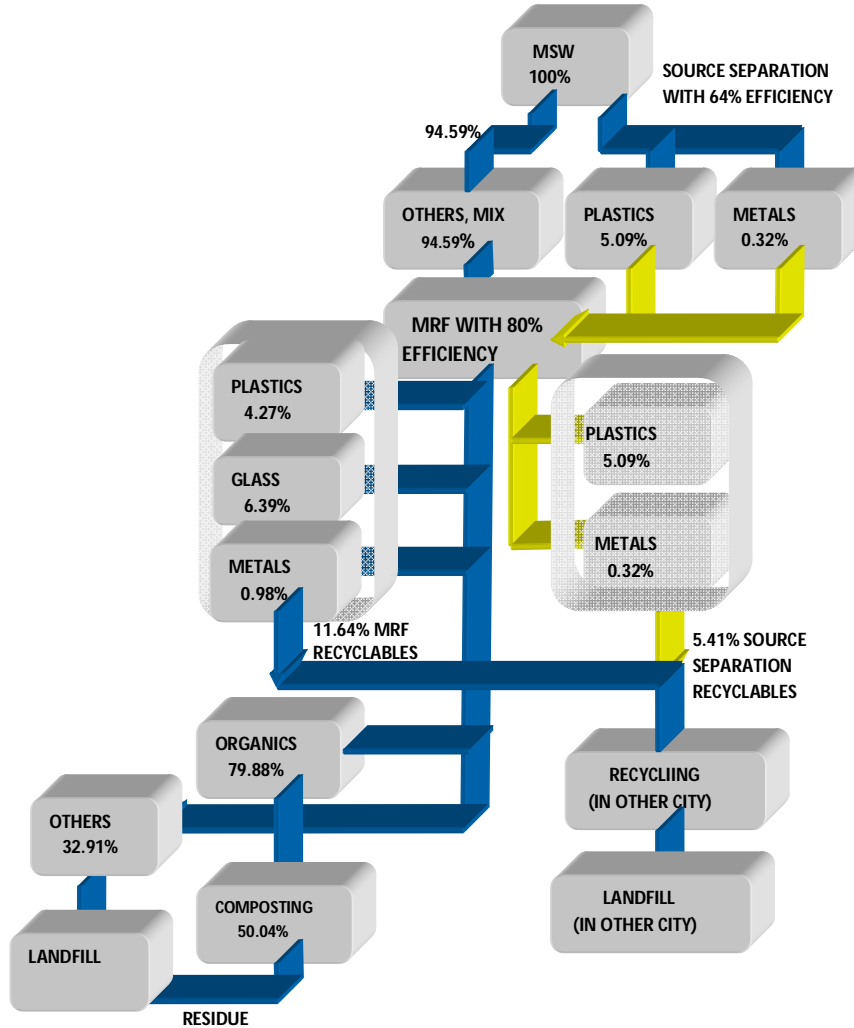 MSW
100%
SOURCE SEPARATION
WITH 64% EFFICIENCY
94.59%
OTHERS, MIX
94.59%
PLASTICS
5.09%
METALS
0.32%
MRF WITH 80%
EFFICIENCY
PLASTICS
4.27%
GLASS
6.39%
METALS
0.98%
PLASTICS
5.09%
METALS
0.32%
11.64% MRF
RECYCLABLES
5.41% SOURCE
SEPARATION
RECYCLABLES
ORGANICS
79.88%
RECYCLIING
(IN OTHER CITY)
OTHERS
32.91%
COMPOSTING
50.04%
LANDFILL
(IN OTHER CITY)
LANDFILL
RESIDUE